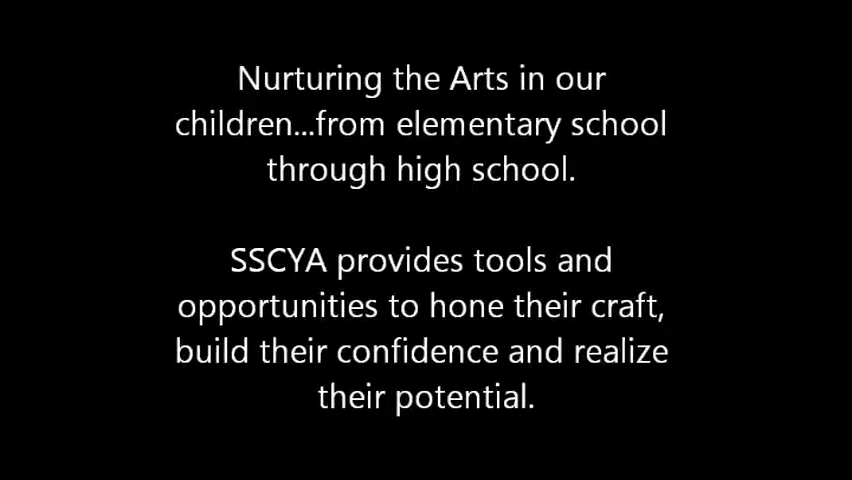 Nurturing the Arts in our
children...from elementary school
through high school.
SSCYA provides tools and
opportunities to hone their craft,
build their confidence and realize
their potential.